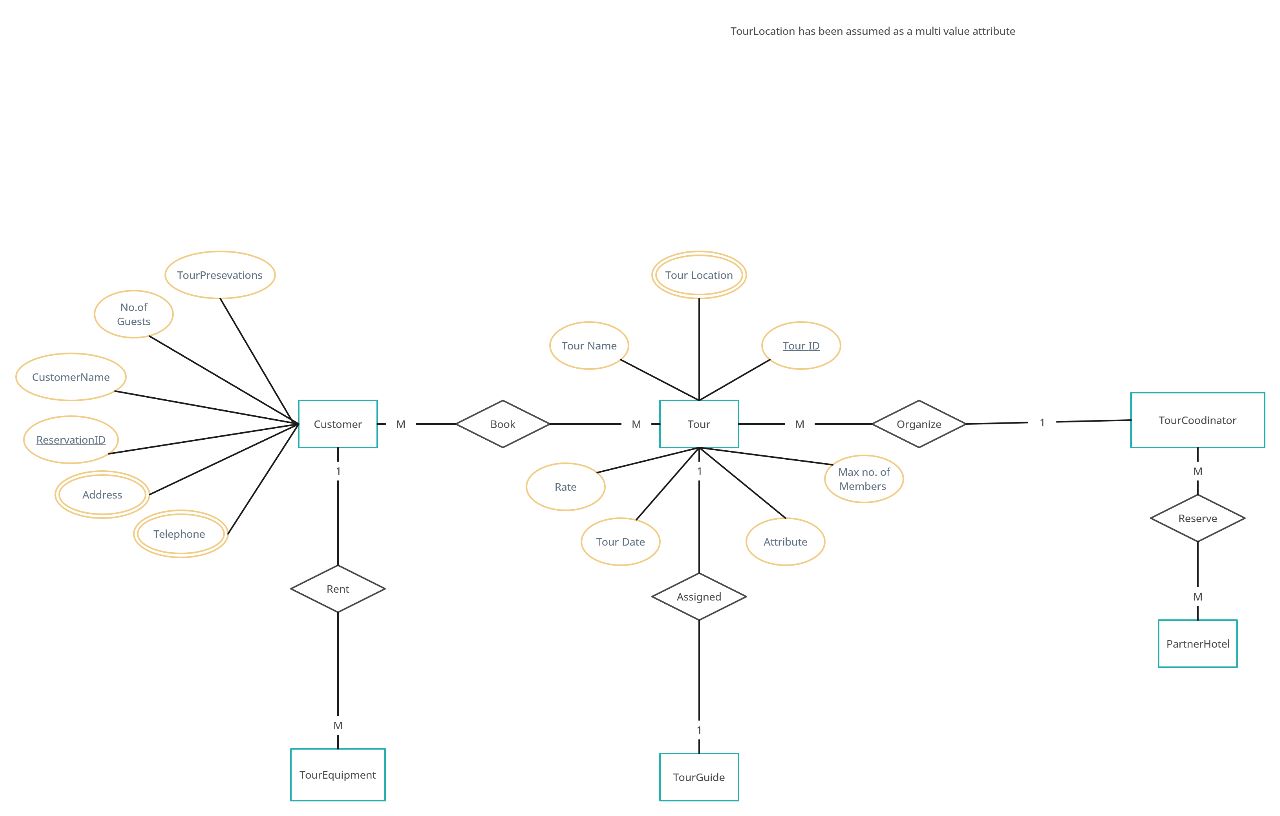 TourLocation has been assumed as a multi value attribute
TourPresevations
Tour Location
No.of
Guests
Tour Name
Tour ID
CustomerName
Customer
M
Book
M
Tour
M
Organize
1
TourCoodinator
ReservationID
1
1
M
Address
Rate
Max no. of
Members
Telephone
Tour Date
Attribute
Reserve
Rent
Assigned
M
PartnerHotel
M
1
TourEquipment
TourGuide